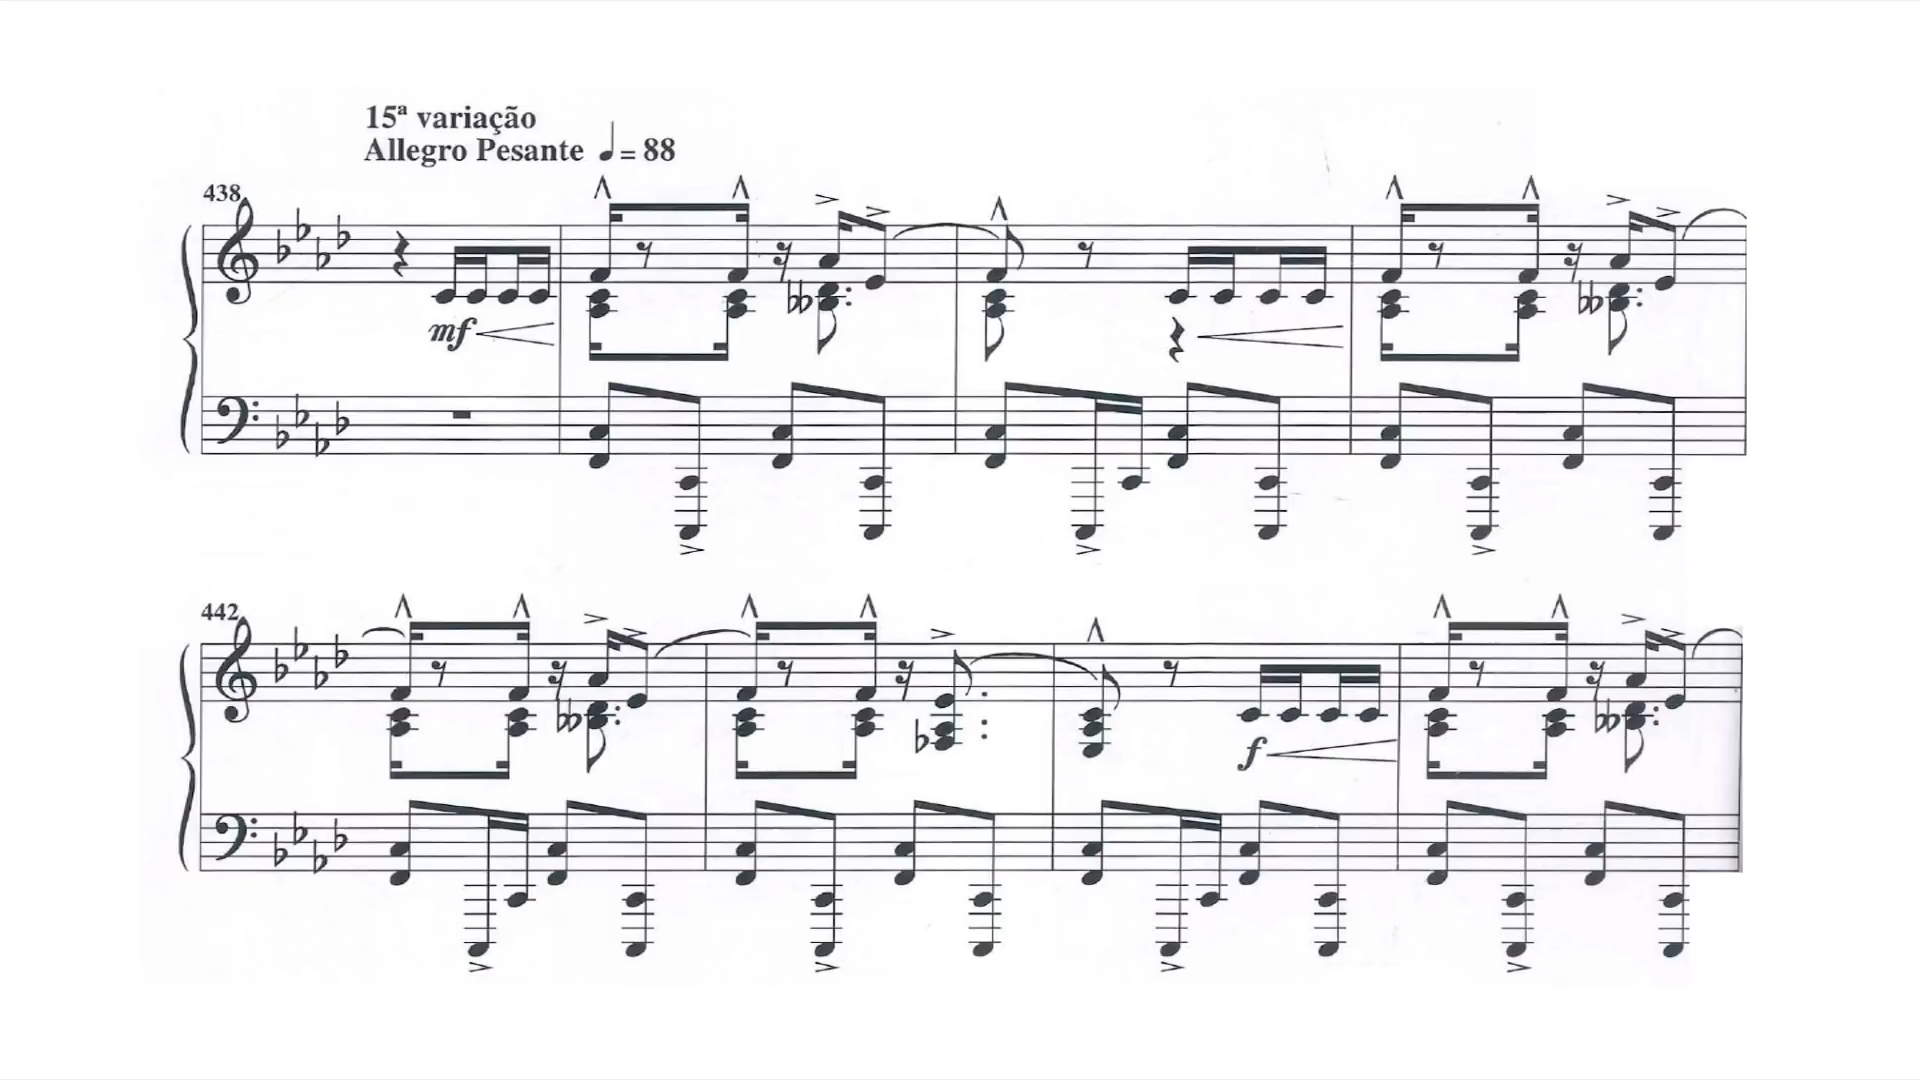 15ª variação
Allegro Pesante ♩= 88
438
mf
442
f